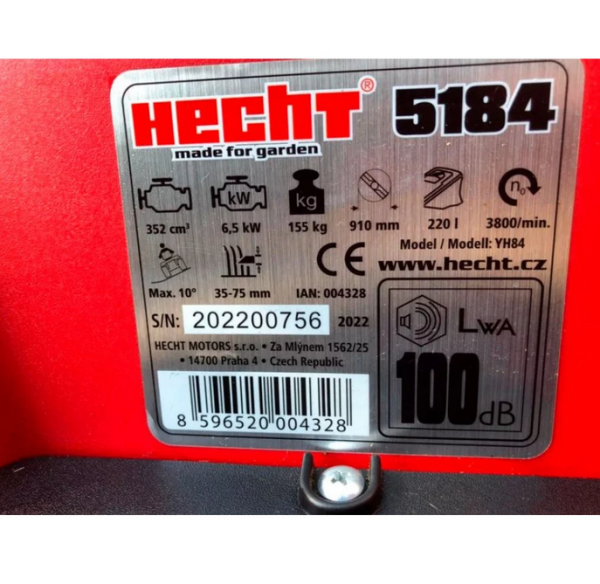 HECHT® 5184
made for garden
kW kg n₀
352 cm³ 6,5 kW 155 kg 910 mm 220 l 3800/min.
Model / Modell: YH84
CE www.hecht.cz
Max. 10° 35-75 mm IAN: 004328
S/N: 202200756 2022
LWA
HECHT MOTORS s.r.o. • Za Mlýnem 1562/25
• 14700 Praha 4 • Czech Republic
100dB
8 596520 004328